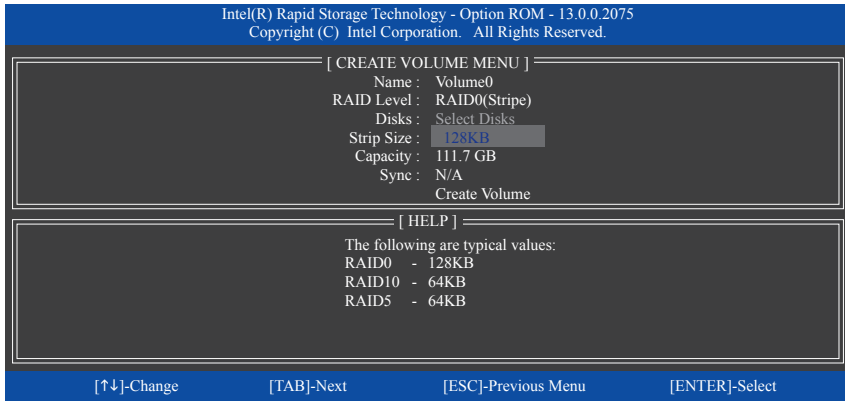 Intel(R) Rapid Storage Technology - Option ROM - 13.0.0.2075
Copyright (C) Intel Corporation. All Rights Reserved.
[ CREATE VOLUME MENU ]
Name : Volume0
RAID Level : RAID0(Stripe)
Disks : Select Disks
Strip Size : 128KB
Capacity : 111.7 GB
Sync : N/A
Create Volume
[ HELP ]
The following are typical values:
RAID0 - 128KB
RAID10 - 64KB
RAID5 - 64KB
[↑↓]-Change [TAB]-Next [ESC]-Previous Menu [ENTER]-Select